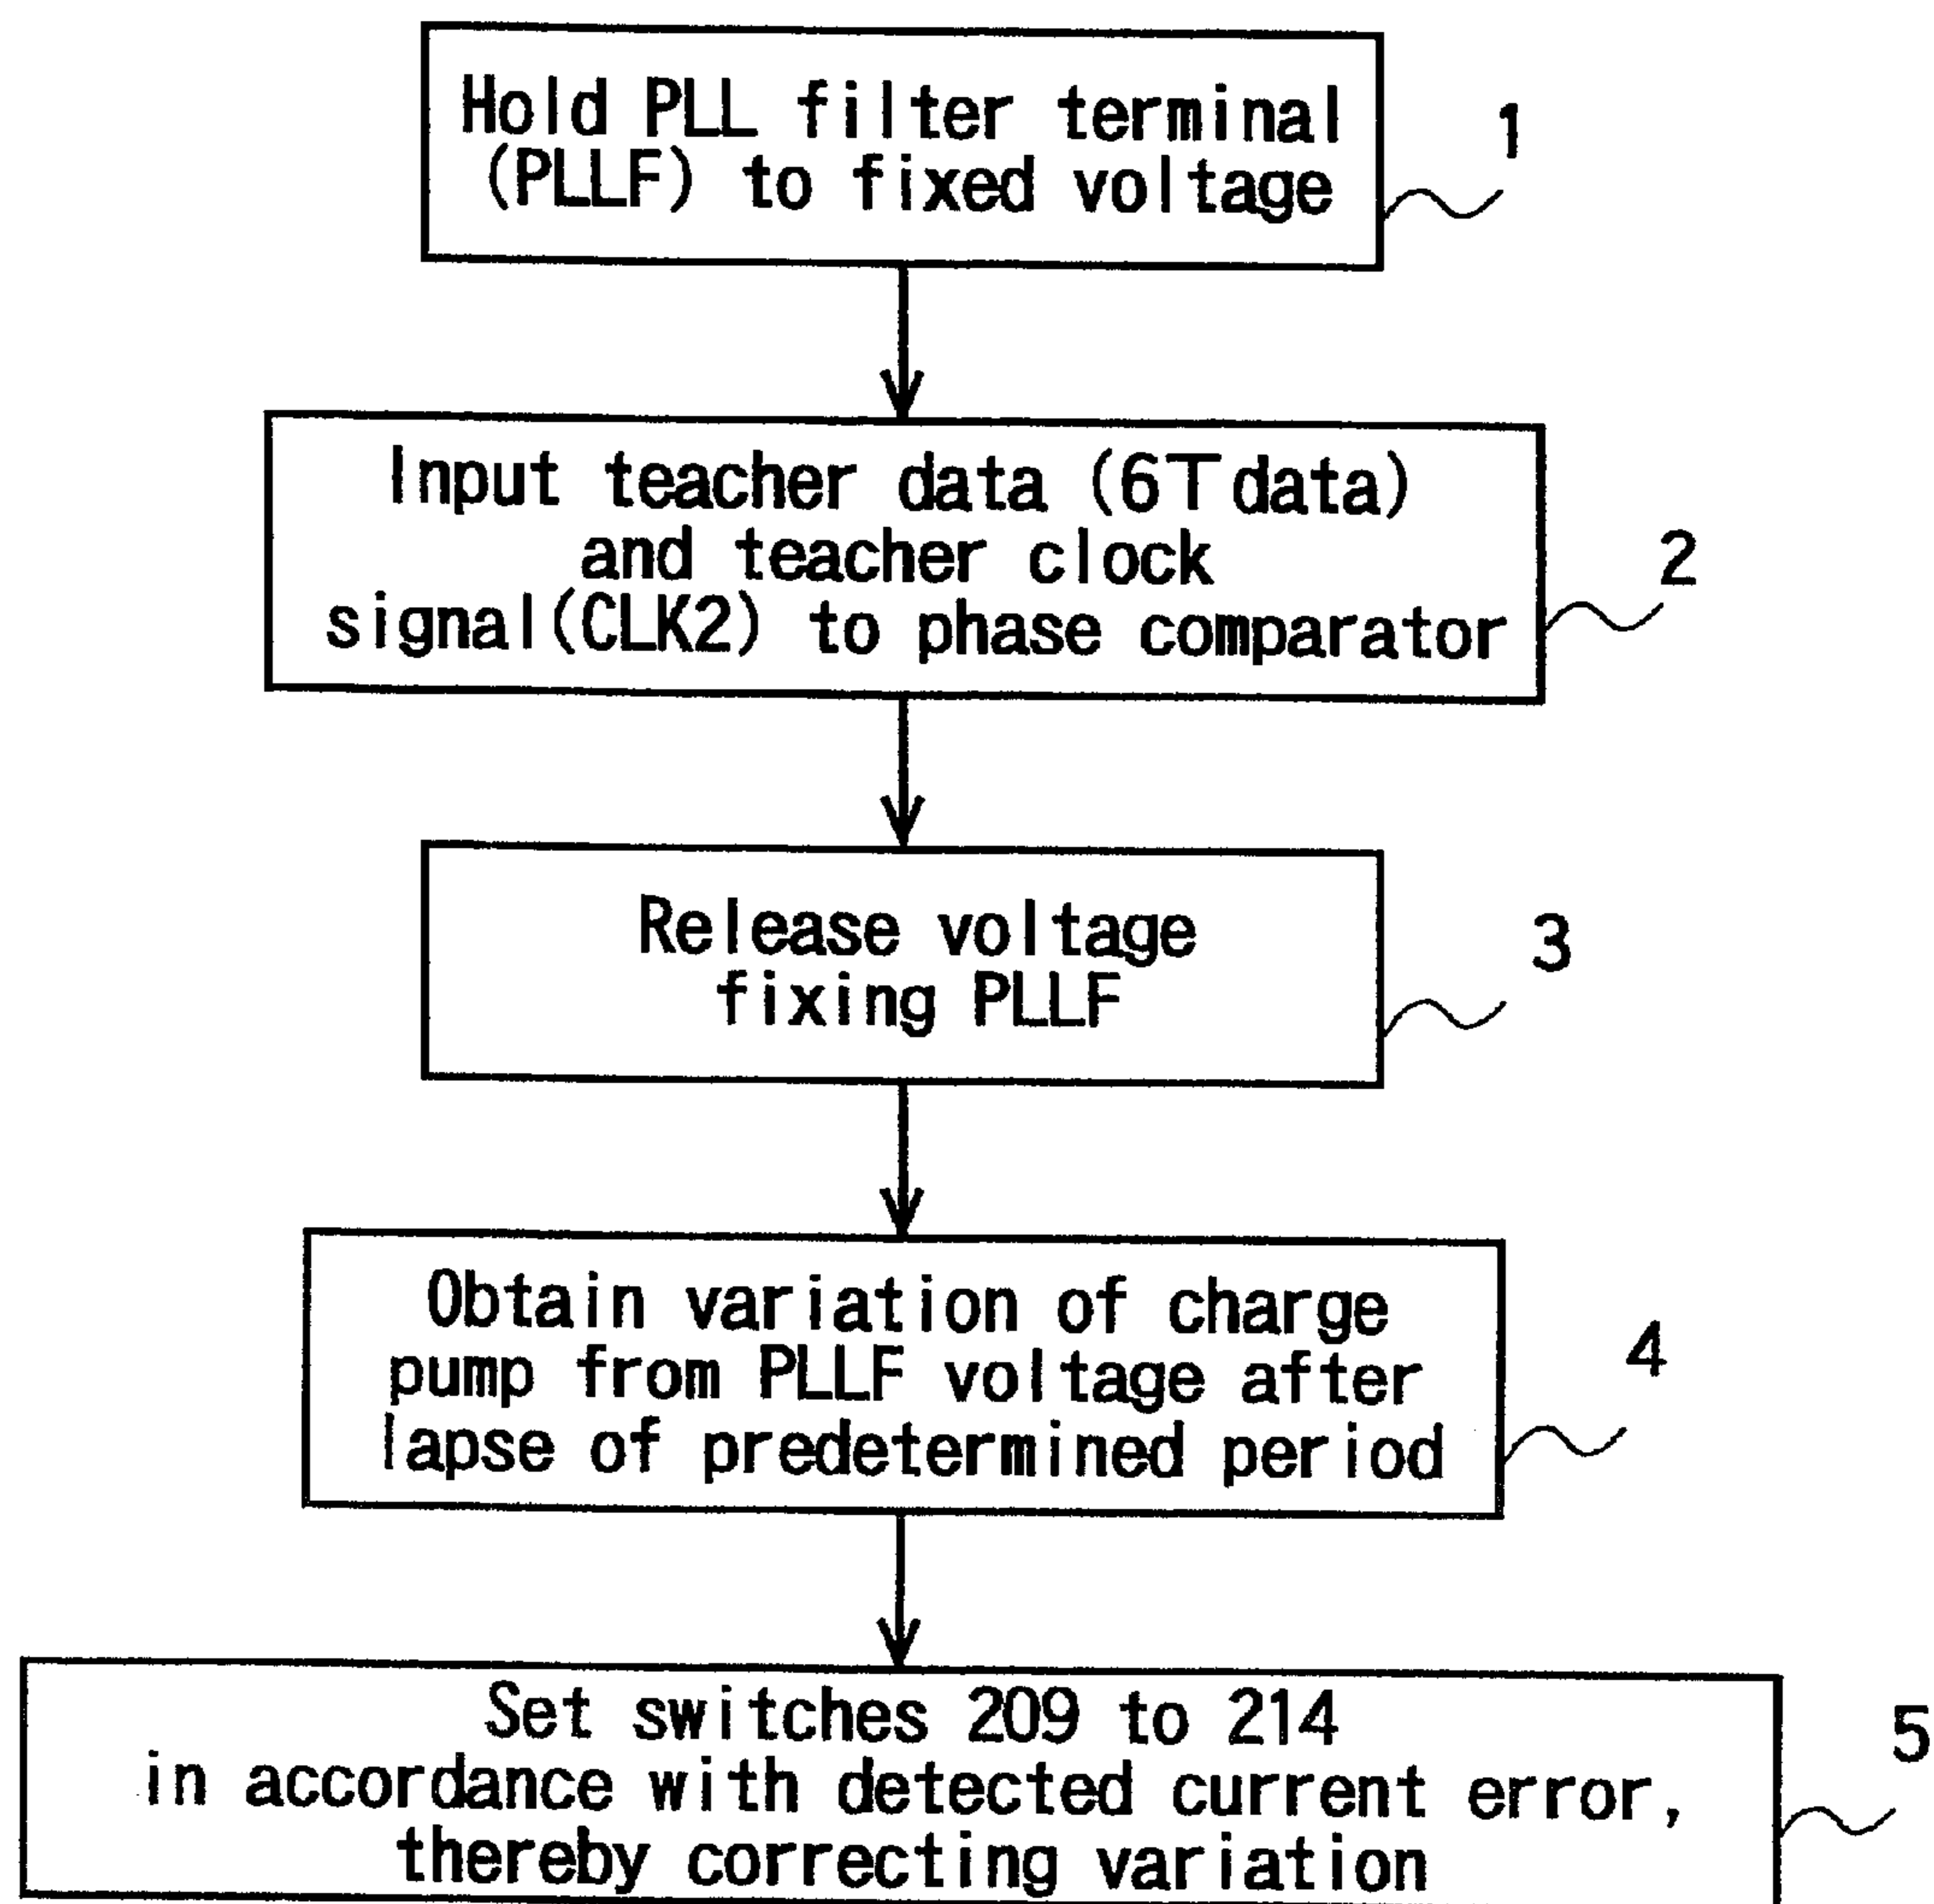 Hold PLL filter terminal
(PLLF) to fixed voltage
1
Input teacher data (6T data)
and teacher clock
signal(CLK2) to phase comparator
2
Release voltage
fixing PLLF
3
Obtain variation of charge
pump from PLLF voltage after
lapse of predetermined period
4
Set switches 209 to 214
in accordance with detected current error,
thereby correcting variation
5